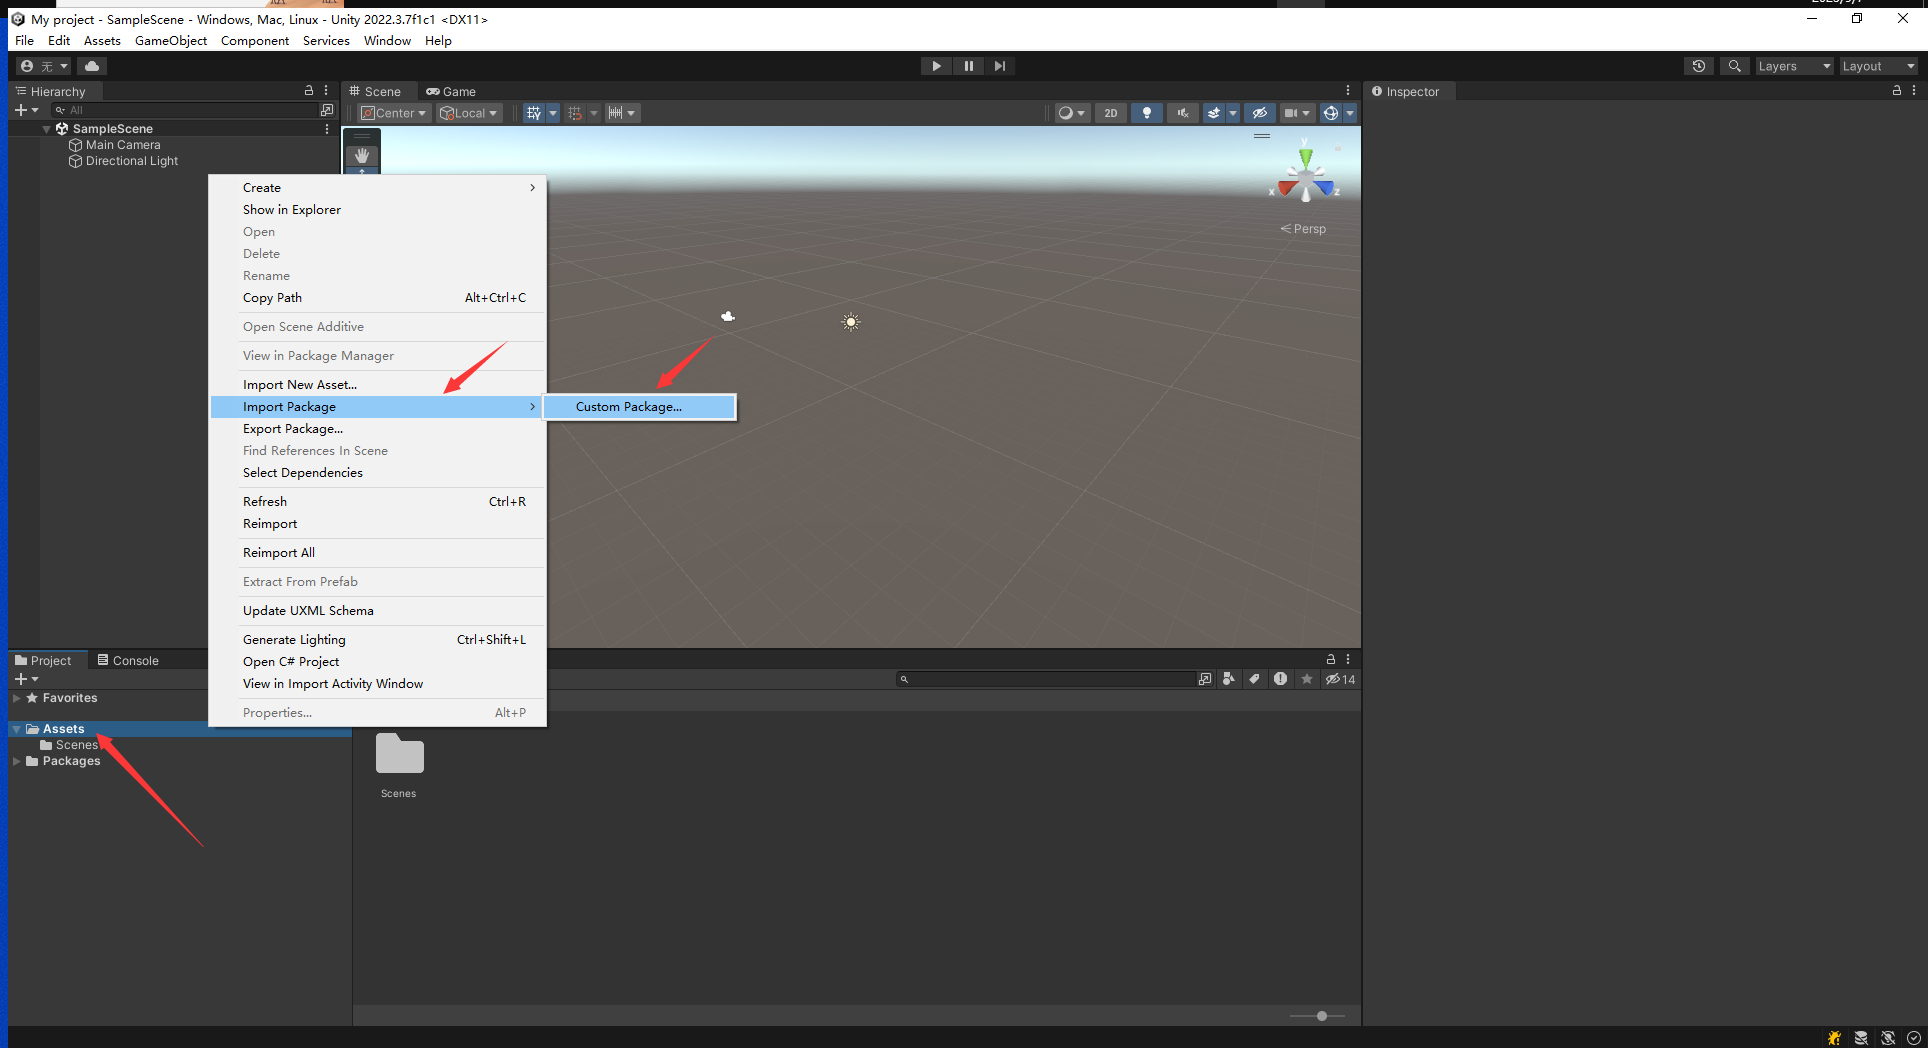 My project - SampleScene - Windows, Mac, Linux - Unity 2022.3.7f1c1 <DX11>
File Edit Assets GameObject Component Services Window Help
无
Layers Layout
Hierarchy
All
SampleScene
Main Camera
Directional Light
Scene Game
Center Local
2D
y
x
z
Persp
Inspector
Create
Show in Explorer
Open
Delete
Rename
Copy Path Alt+Ctrl+C
Open Scene Additive
View in Package Manager
Import New Asset...
Import Package
Custom Package...
Export Package...
Find References In Scene
Select Dependencies
Refresh Ctrl+R
Reimport
Reimport All
Extract From Prefab
Update UXML Schema
Generate Lighting Ctrl+Shift+L
Open C# Project
View in Import Activity Window
Properties... Alt+P
Project Console
14
Favorites
Assets
Scenes
Packages
Scenes